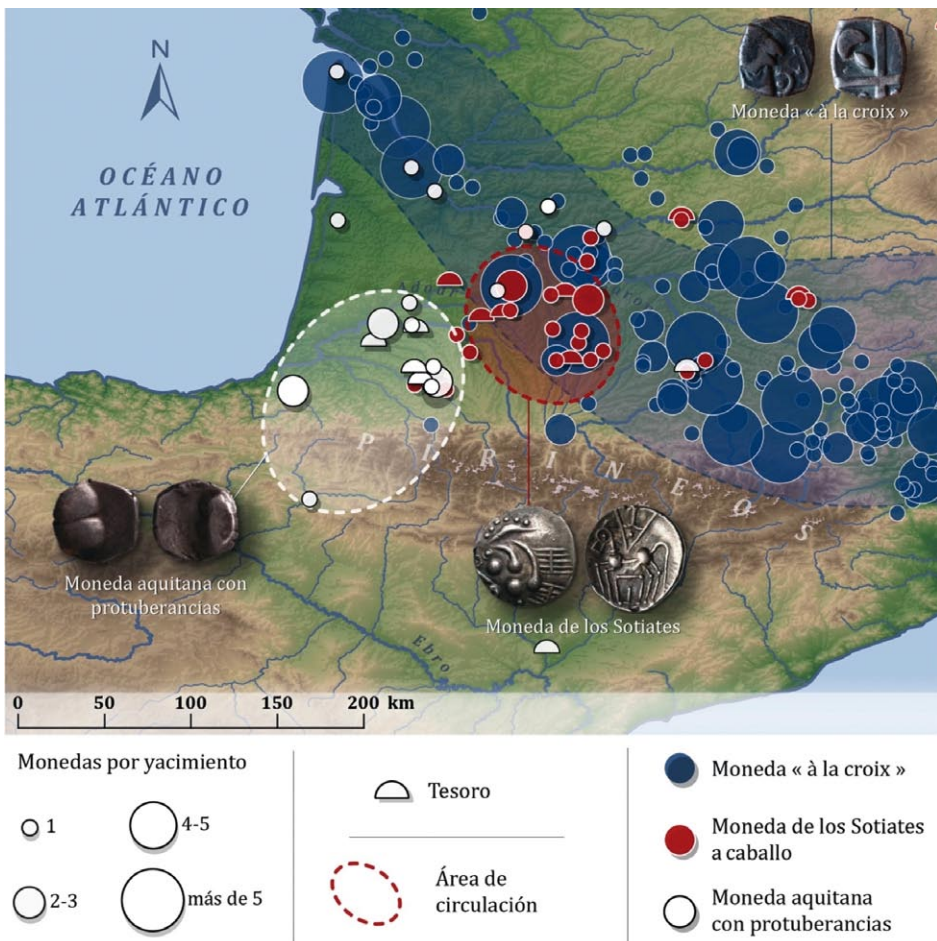 N
OCÉANO
ATLÁNTICO
Moneda « à la croix »
PIRINEOS
Moneda aquitana con
protuberancias
Moneda de los Sotiates
Ebro
0 50 100 150 200 km
Monedas por yacimiento
1
4-5
2-3
más de 5
Tesoro
Área de
circulación
Moneda « à la croix »
Moneda de los Sotiates
a caballo
Moneda aquitana
con protuberancias